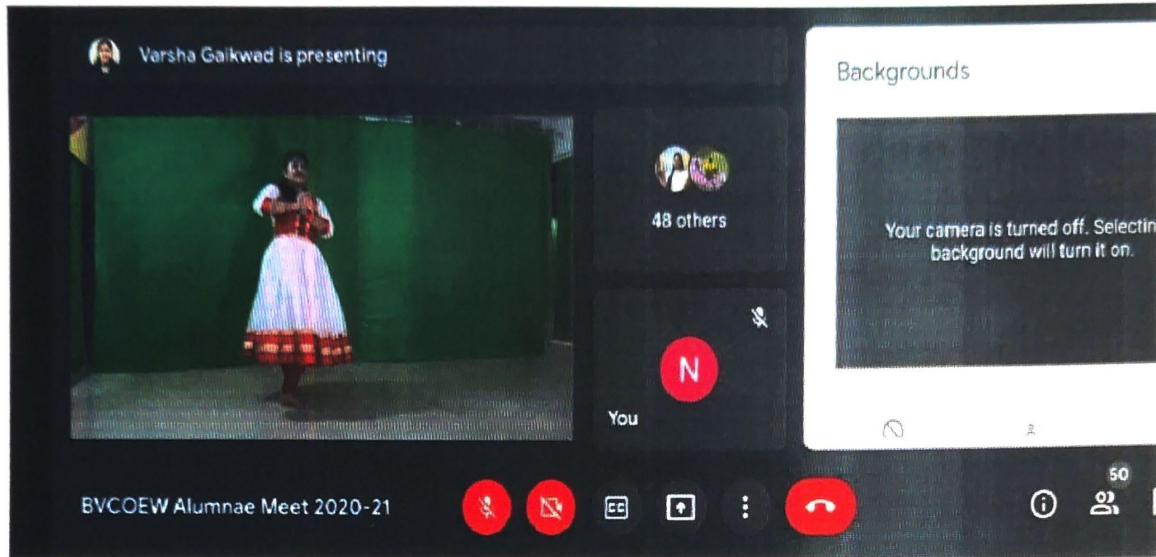 Varsha Gaikwad is presenting
Backgrounds
48 others
Your camera is turned off. Selectin
background will turn it on.
N
You
BVCOEW Alumnae Meet 2020-21
CC
50